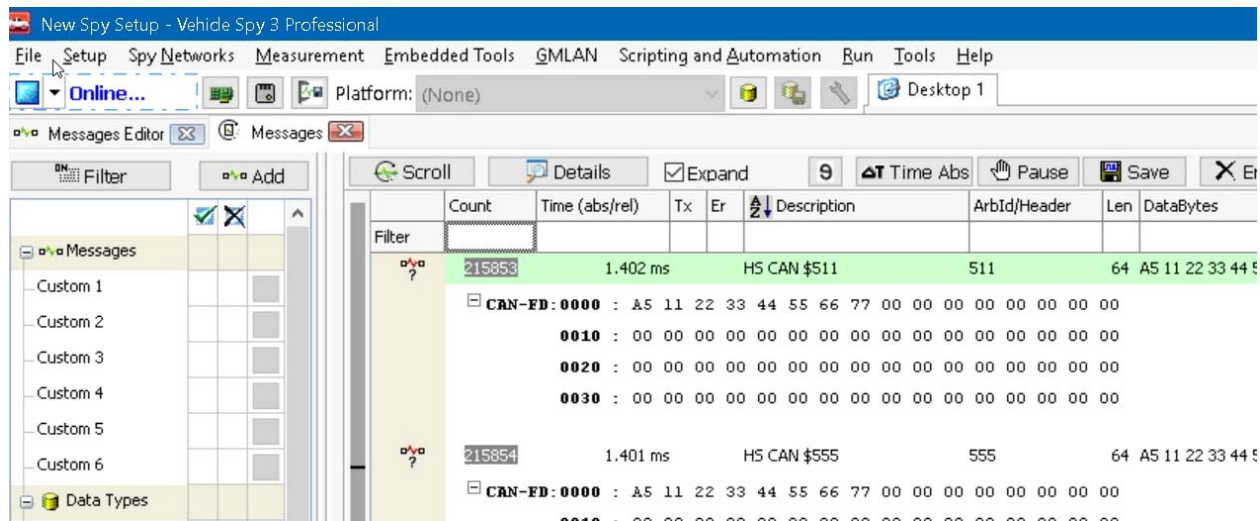 New Spy Setup - Vehicle Spy 3 Professional
File Setup Spy Networks Measurement Embedded Tools GMLAN Scripting and Automation Run Tools Help
Online... Platform: (None) Desktop 1
Messages Editor Messages
Filter Add Scroll Details Expand 9 ΔT Time Abs Pause Save
Count Time (abs/rel) Tx Er AZ Description ArbId/Header Len DataBytes
Filter
Messages
215853 1.402 ms HS CAN $511 511 64 A5 11 22 33 44
Custom 1
CAN-FD:0000 : A5 11 22 33 44 55 66 77 00 00 00 00 00 00 00 00
Custom 2
0010 : 00 00 00 00 00 00 00 00 00 00 00 00 00 00 00 00
Custom 3
0020 : 00 00 00 00 00 00 00 00 00 00 00 00 00 00 00 00
Custom 4
0030 : 00 00 00 00 00 00 00 00 00 00 00 00 00 00 00 00
Custom 5
Custom 6
215854 1.401 ms HS CAN $555 555 64 A5 11 22 33 44
Data Types
CAN-FD:0000 : A5 11 22 33 44 55 66 77 00 00 00 00 00 00 00 00